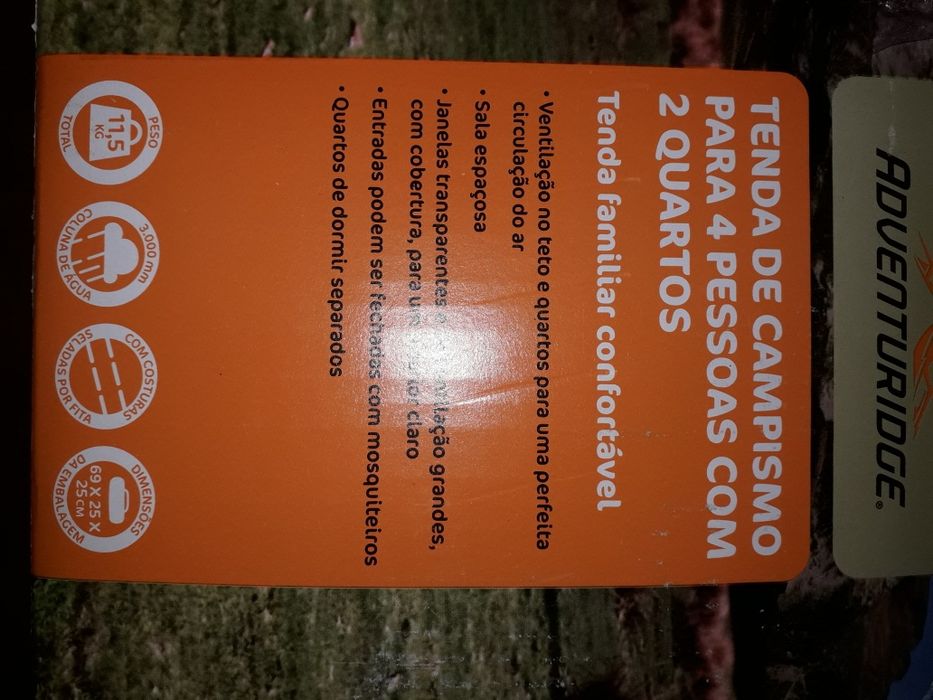 ADVENTURIDGE®
TENDA DE CAMPISMO
PARA 4 PESSOAS COM
2 QUARTOS
Tenda familiar confortável
• Ventilação no teto e quartos para uma perfeita
circulação do ar
• Sala espaçosa
• Janelas transparentes grandes,
com cobertura, para um claro
• Entradas podem ser fechadas com mosquiteiros
• Quartos de dormir separados
PESO
11,5
KG
TOTAL
3.000 mm
COLUNA DE ÁGUA
COM COSTURAS
SELADAS POR FITA
DIMENSÕES
69 X 25 X
25 CM
DA EMBALAGEM